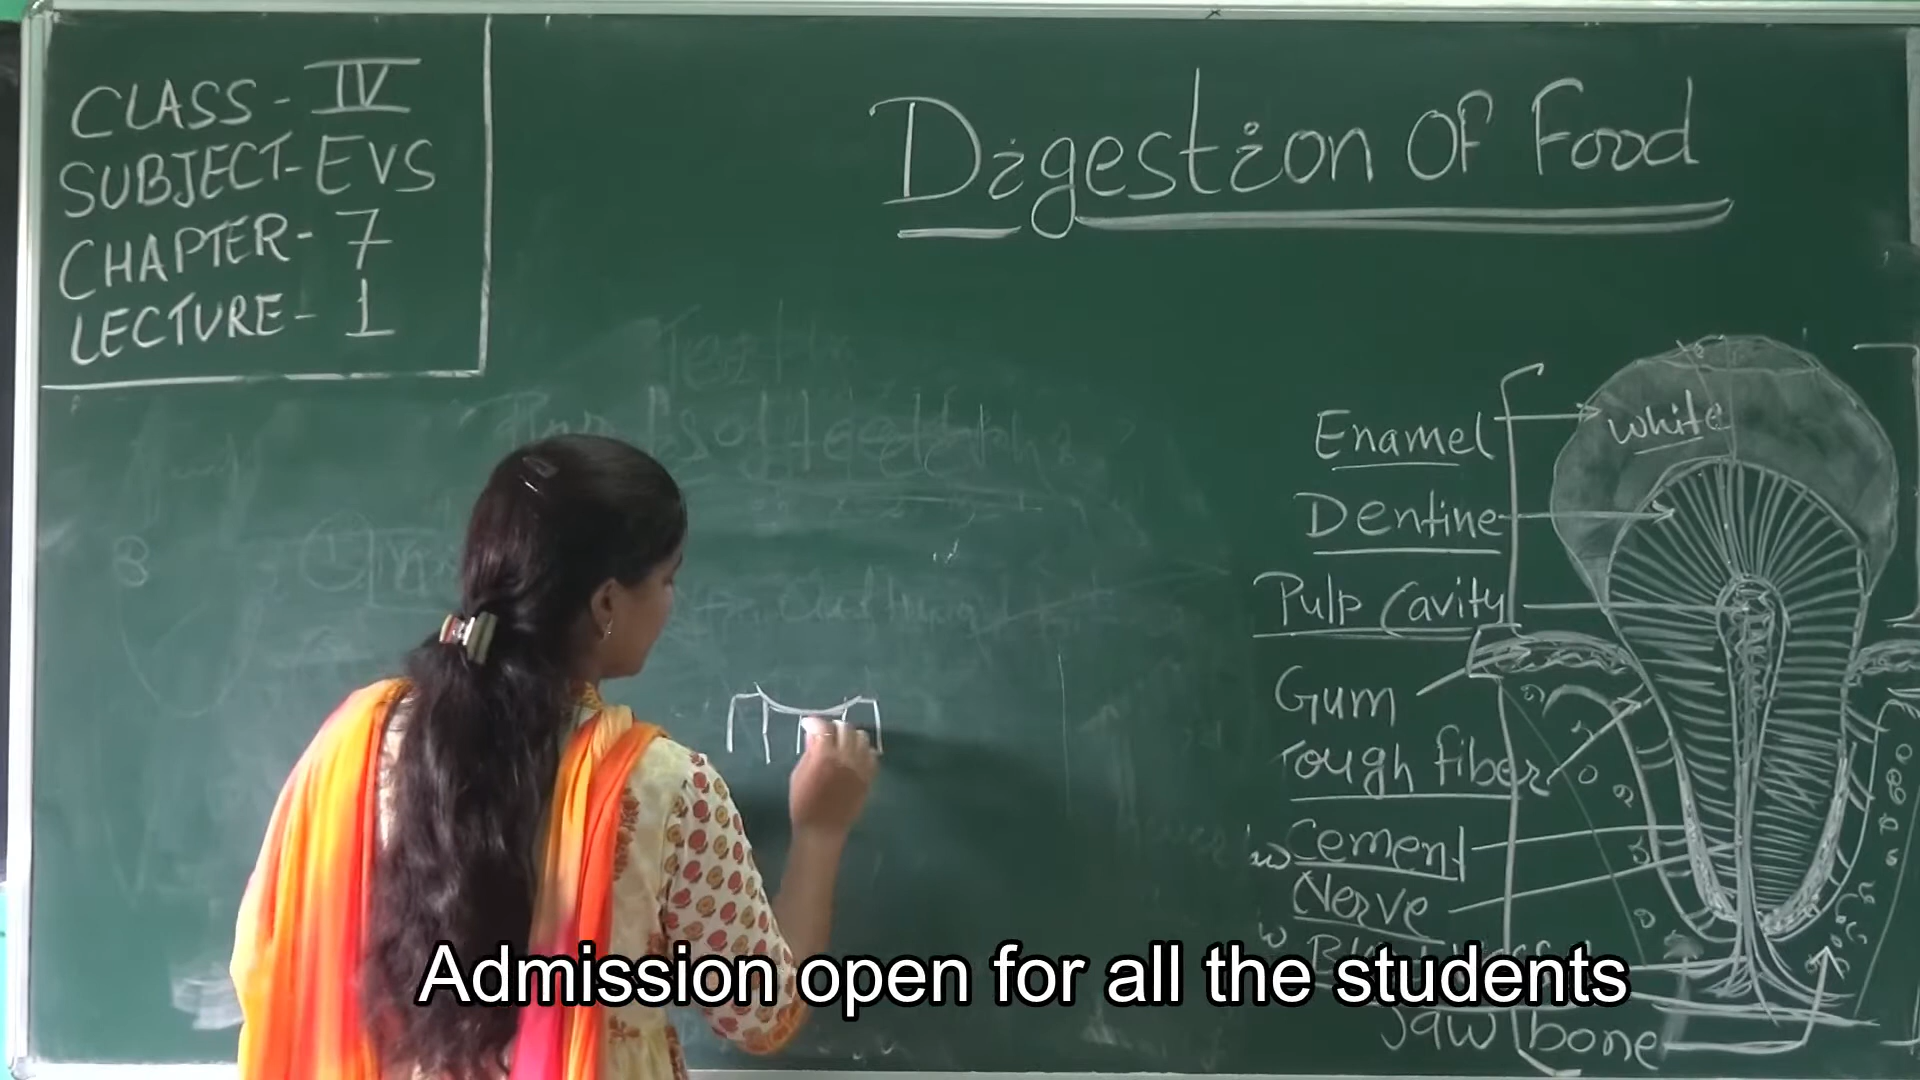 CLASS - IV
SUBJECT - EVS
CHAPTER - 7
LECTURE - 1
Digestion OF Food
Enamel
white
Dentine
Pulp Cavity
Gum
Tough fiber
Cement
Nerve
Jaw bone
Admission open for all the students